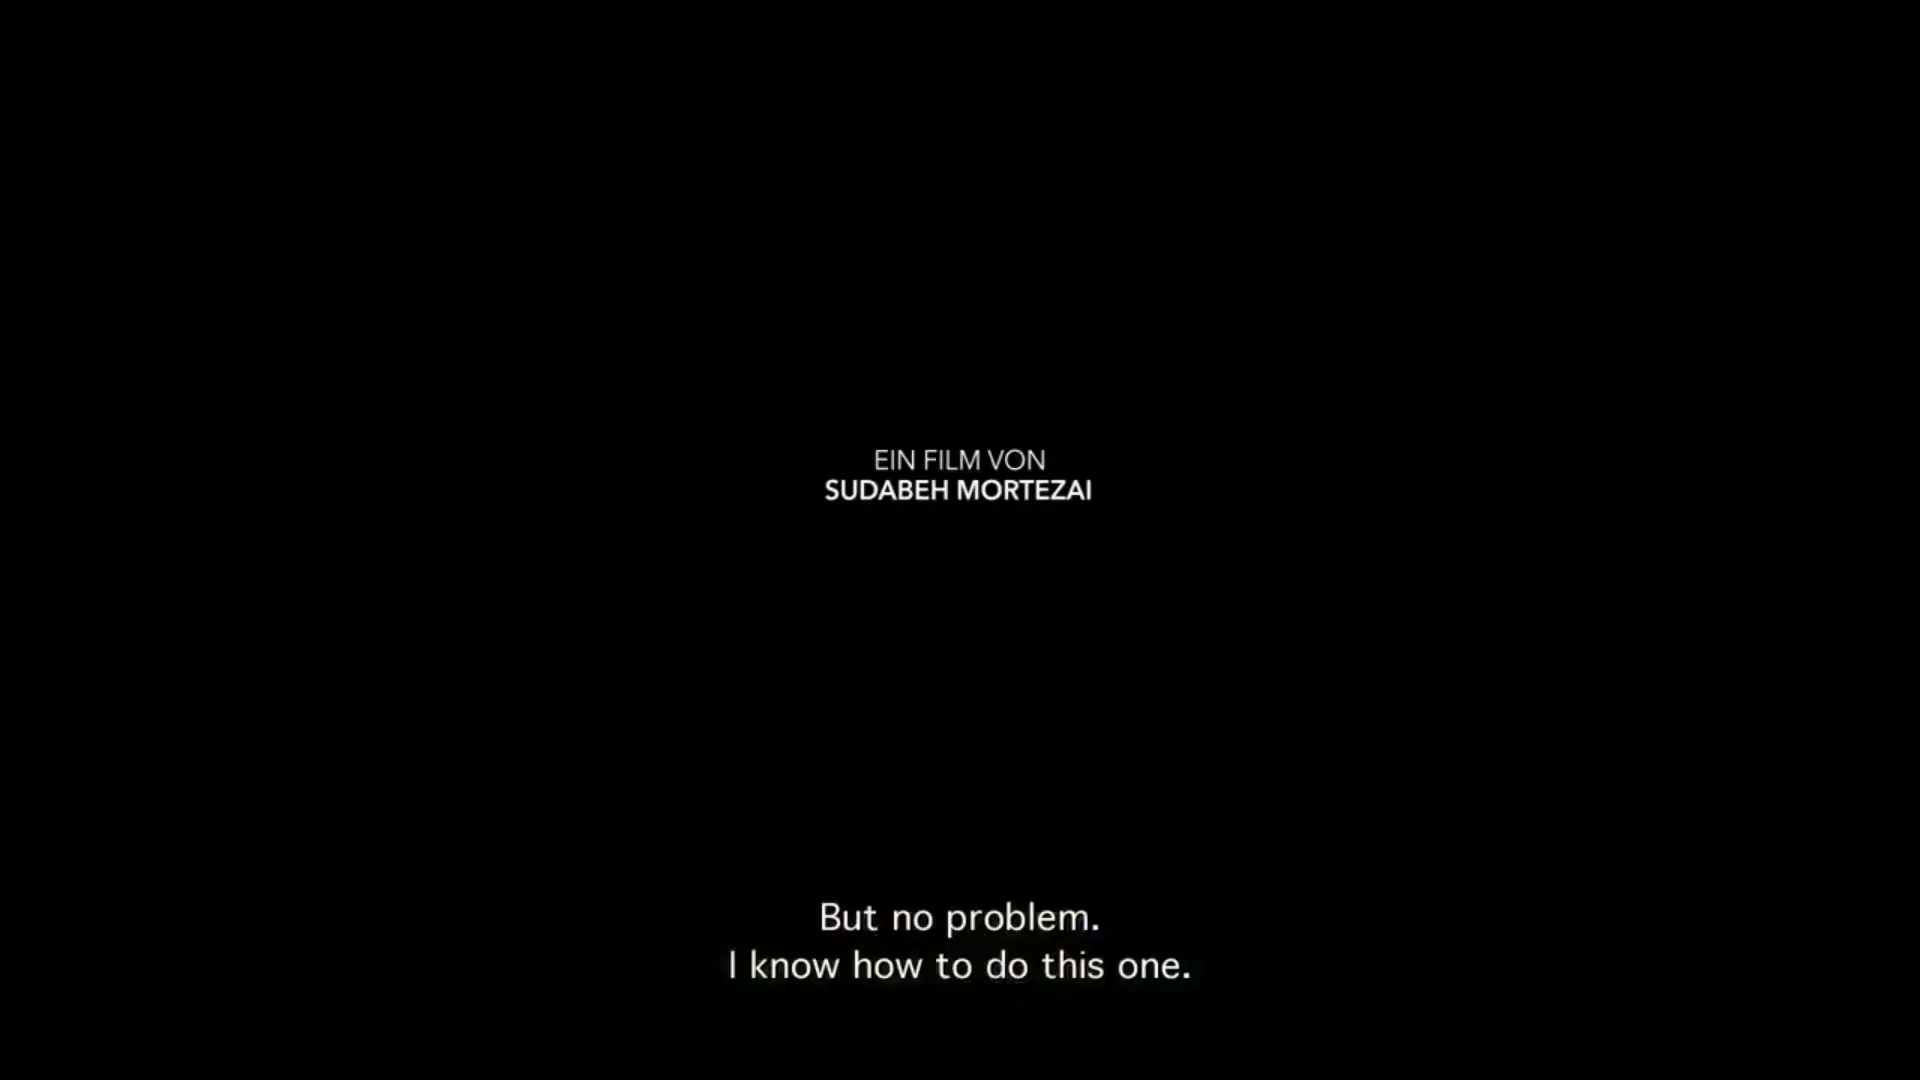 EIN FILM VON
SUDABEH MORTEZAI
But no problem.
I know how to do this one.